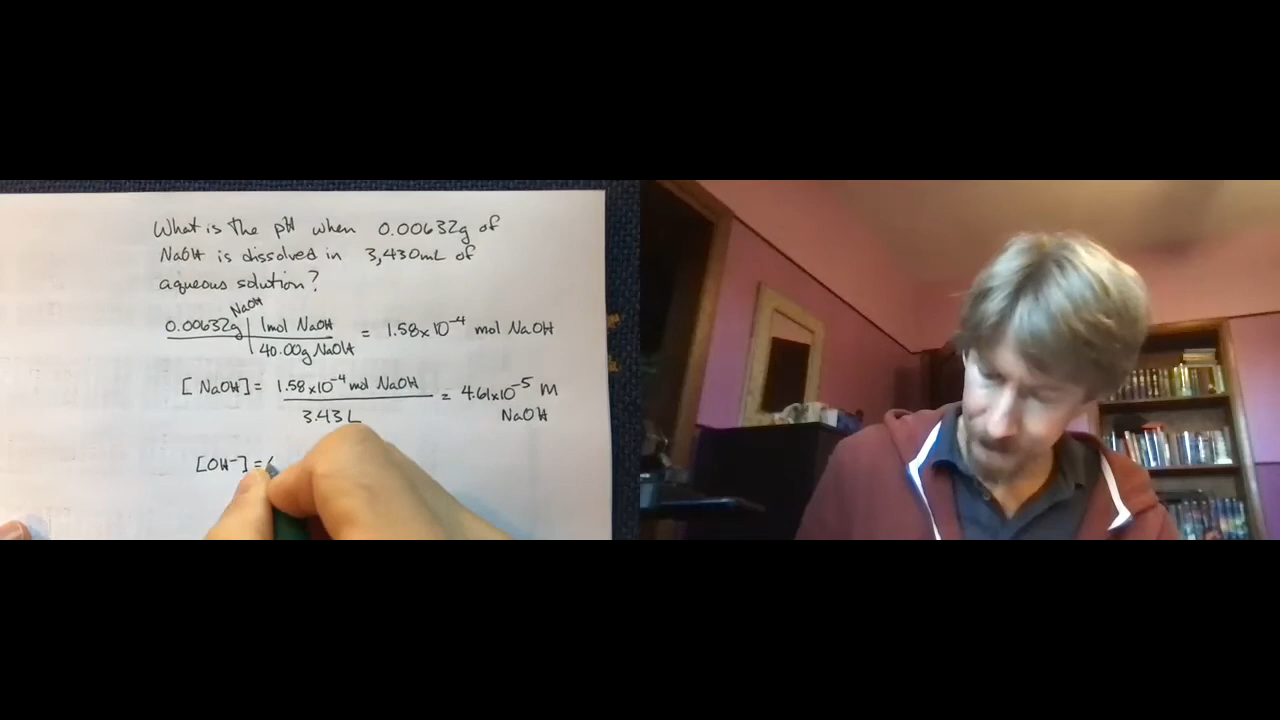 What is the pH when 0.00632g of
NaOH is dissolved in 3,430mL of
aqueous solution?
0.00632g NaOH | 1mol NaOH = 1.58x10⁻⁴ mol NaOH
40.00g NaOH
[NaOH] = 1.58x10⁻⁴ mol NaOH = 4.61x10⁻⁵ M
3.43L NaOH
[OH⁻] =